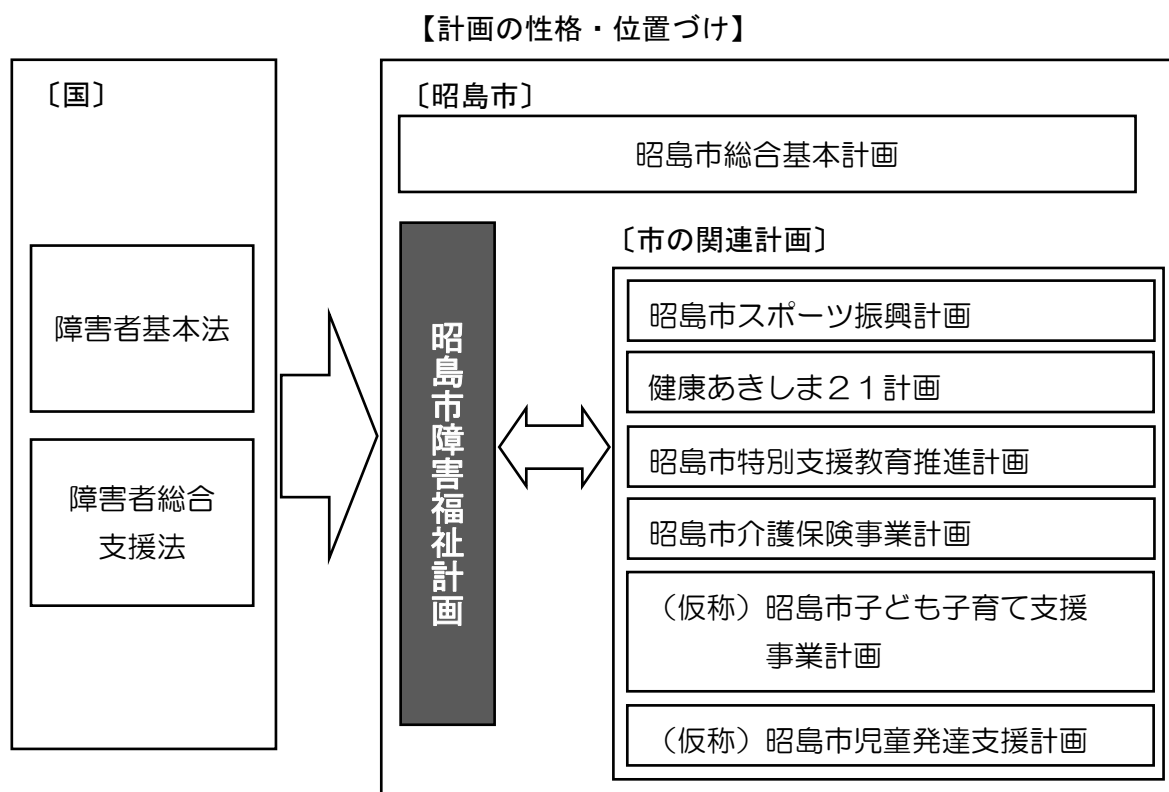 【計画の性格・位置づけ】
〔国〕
障害者基本法
障害者総合
支援法
〔昭島市〕
昭島市総合基本計画
昭島市障害福祉計画
〔市の関連計画〕
昭島市スポーツ振興計画
健康あきしま２１計画
昭島市特別支援教育推進計画
昭島市介護保険事業計画
（仮称）昭島市子ども子育て支援
事業計画
（仮称）昭島市児童発達支援計画